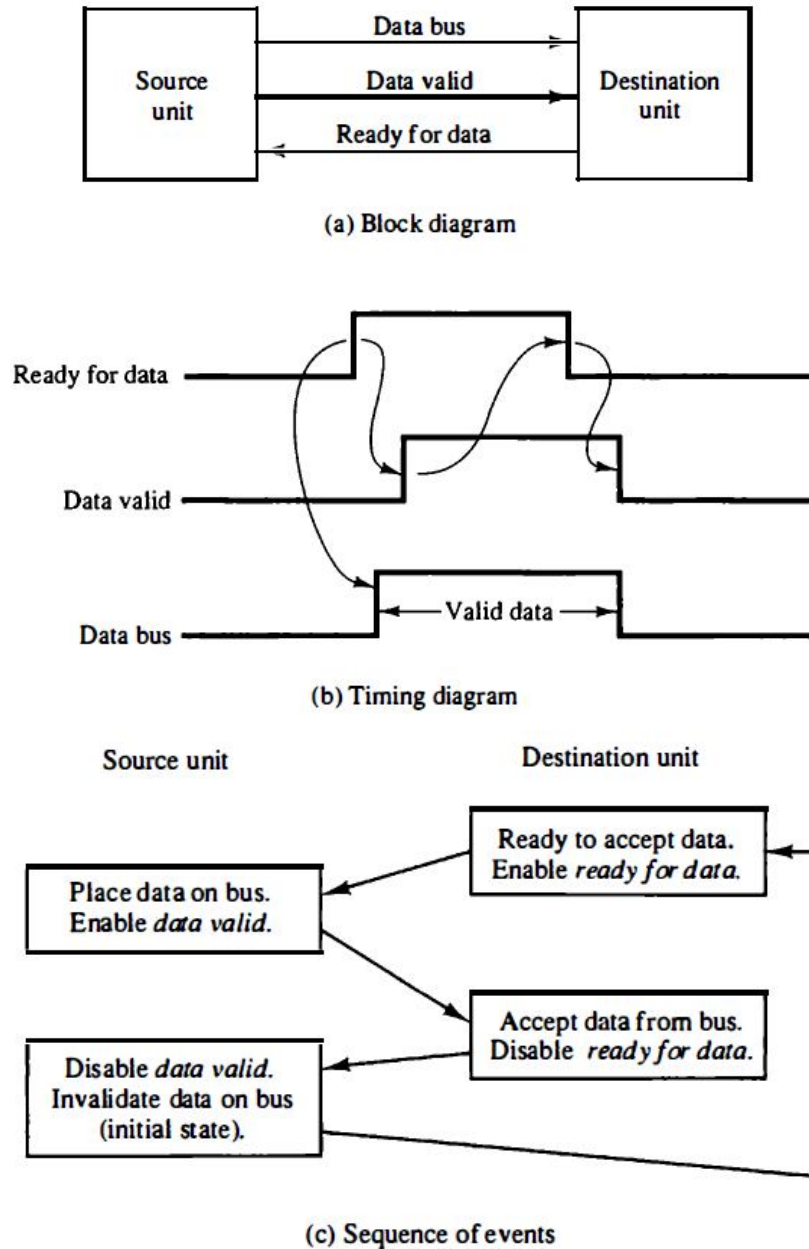 Data bus
Source
unit
Data valid
Destination
unit
Ready for data
(a) Block diagram
Ready for data
Data valid
Valid data
Data bus
(b) Timing diagram
Source unit
Destination unit
Ready to accept data.
Enable ready for data.
Place data on bus.
Enable data valid.
Accept data from bus.
Disable ready for data.
Disable data valid.
Invalidate data on bus
(initial state).
(c) Sequence of events